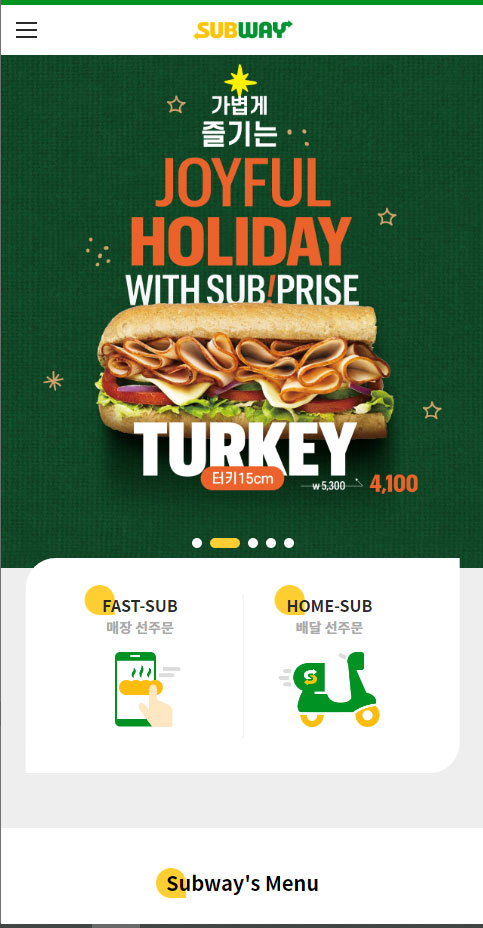 SUBWAY
가볍게
즐기는
JOYFUL
HOLIDAY
WITH SUB!PRISE
TURKEY
터키15cm
₩5,300 4,100
FAST-SUB
매장 선주문
HOME-SUB
배달 선주문
S
Subway's Menu